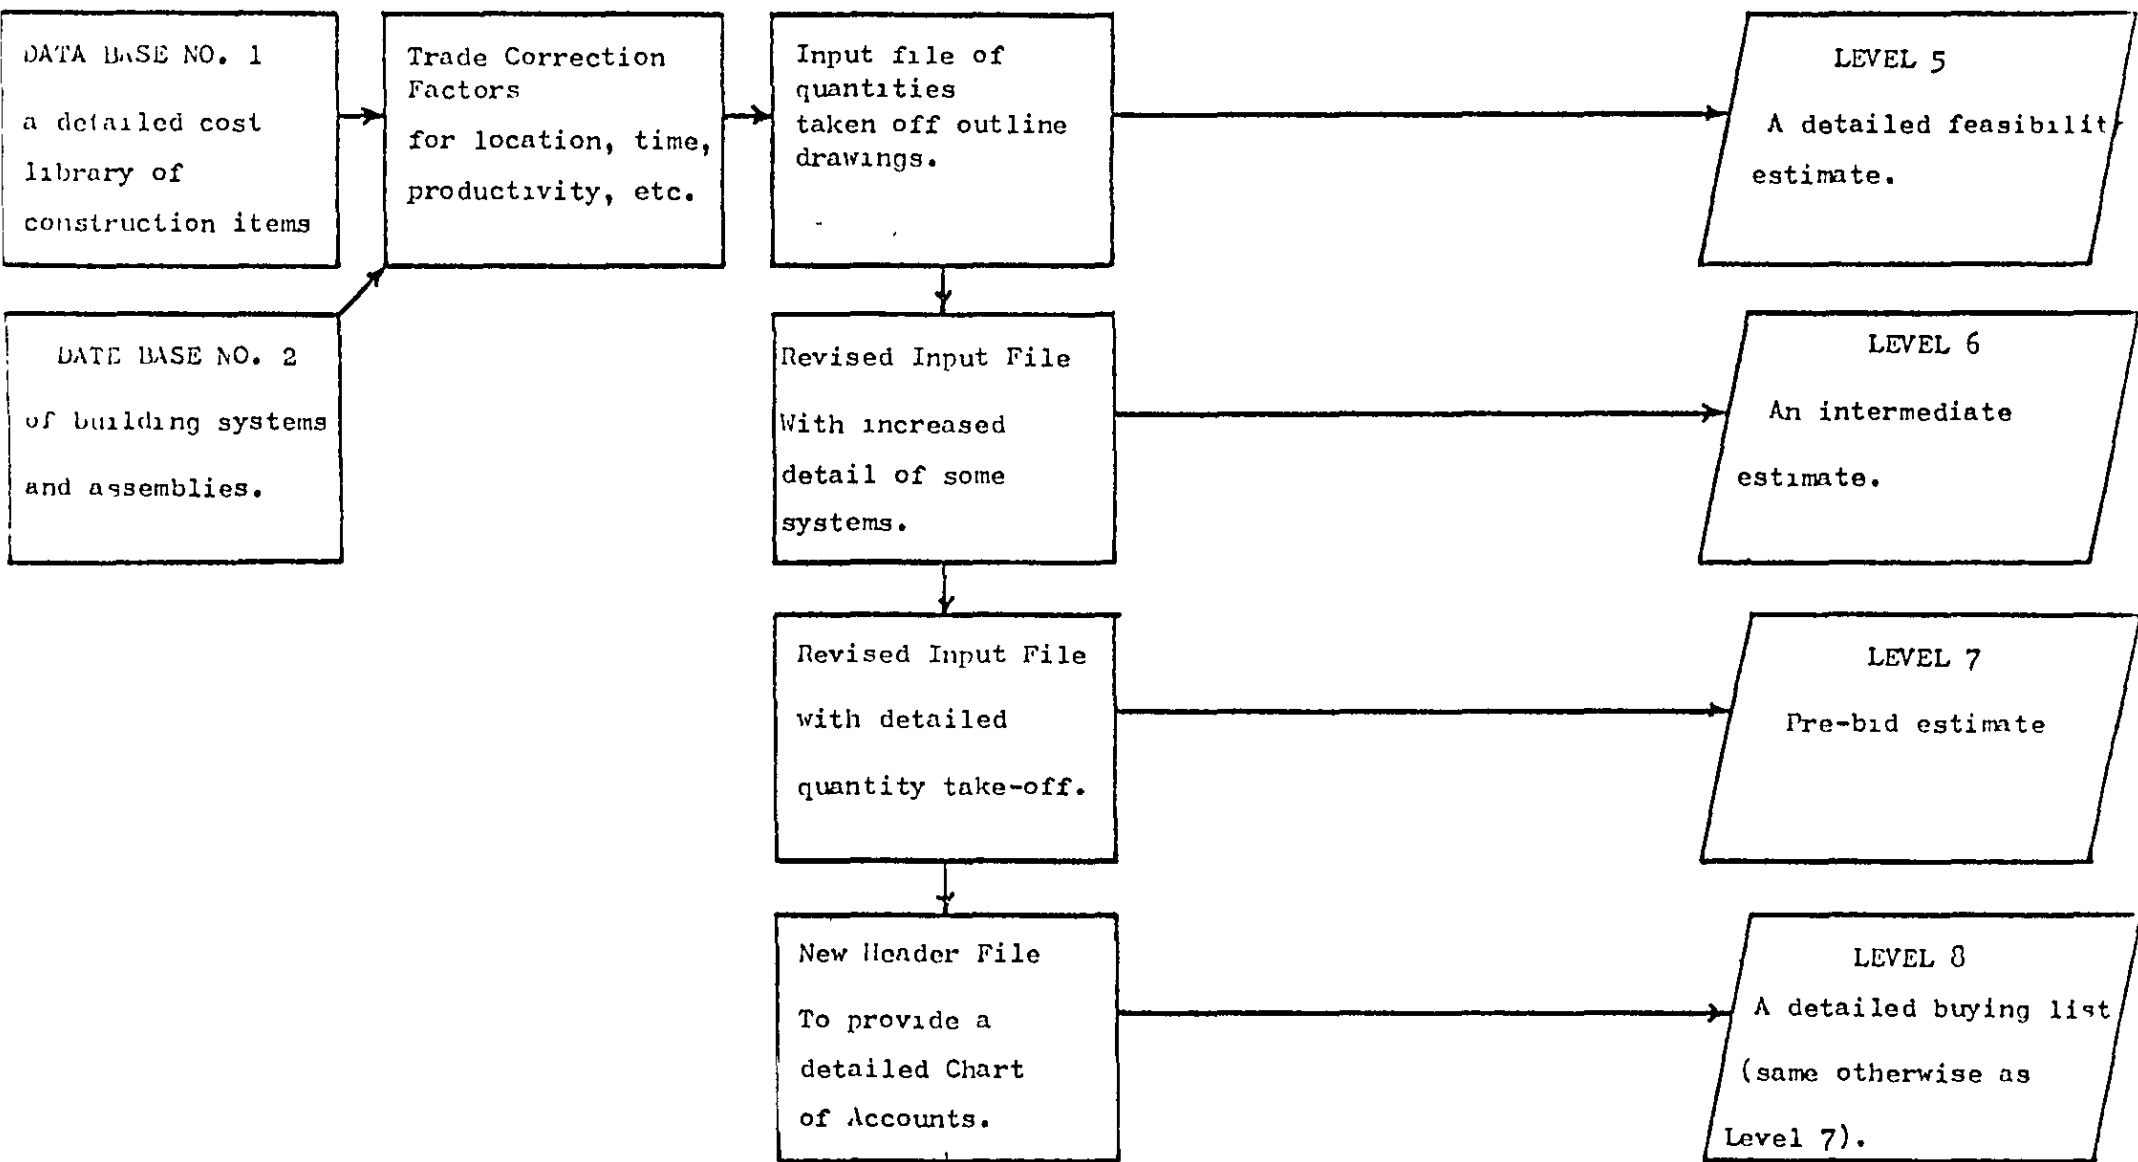 DATA BASE NO. 1
a detailed cost
library of
construction items
Trade Correction
Factors
for location, time,
productivity, etc.
Input file of
quantities
taken off outline
drawings.
LEVEL 5
A detailed feasibility
estimate.
DATE BASE NO. 2
of building systems
and assemblies.
Revised Input File
With increased
detail of some
systems.
LEVEL 6
An intermediate
estimate.
Revised Input File
with detailed
quantity take-off.
LEVEL 7
Pre-bid estimate
New Header File
To provide a
detailed Chart
of Accounts.
LEVEL 8
A detailed buying list
(same otherwise as
Level 7).